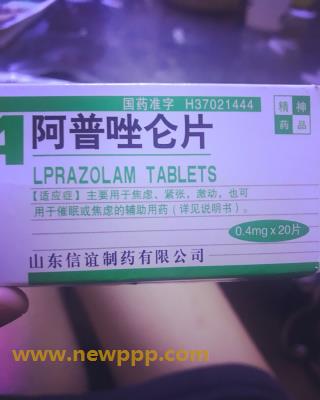 国药准字 H37021444
精神
药品
阿普唑仑片
LPRAZOLAM TABLETS
【适应症】主要用于焦虑、紧张,激动,也可
用于催眠或焦虑的辅助用药(详见说明书)。
0.4mg x 20片
山东信谊制药有限公司
www.newppp.com